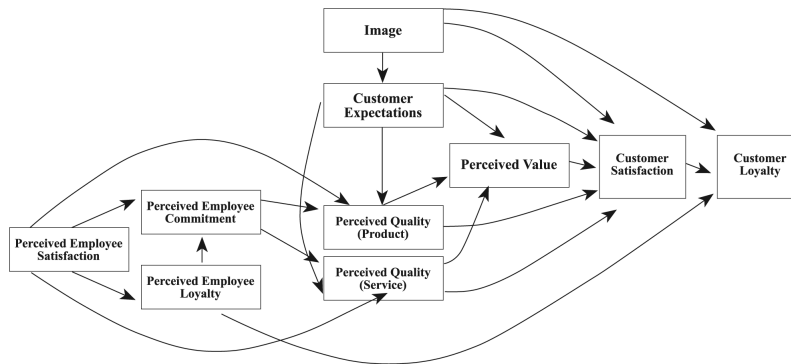 Image
Customer
Expectations
Perceived Value
Customer
Satisfaction
Customer
Loyalty
Perceived Employee
Commitment
Perceived Quality
(Product)
Perceived Employee
Satisfaction
Perceived Employee
Loyalty
Perceived Quality
(Service)